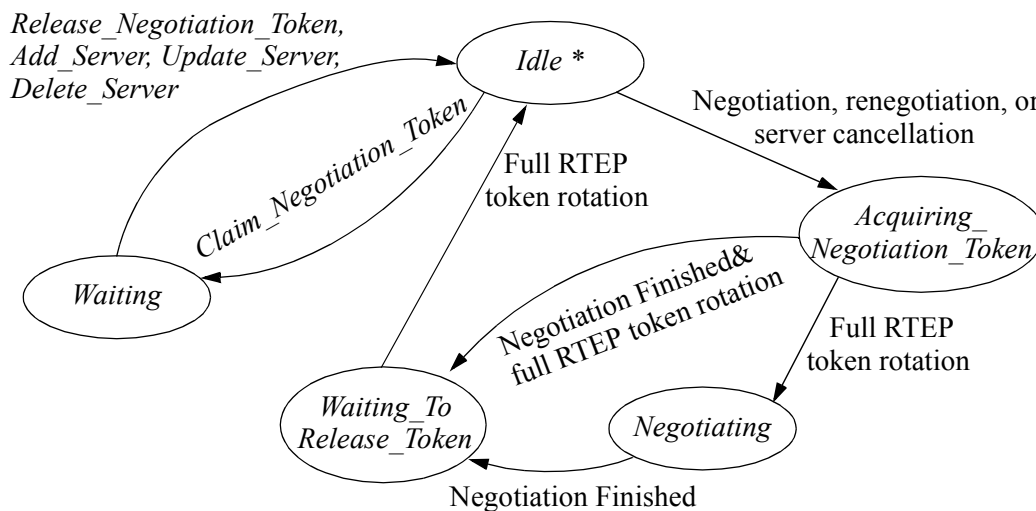 Release_Negotiation_Token,
Add_Server, Update_Server,
Delete_Server
Idle *
Claim_Negotiation_Token
Full RTEP
token rotation
Negotiation, renegotiation, or
server cancellation
Acquiring_
Negotiation_Token
Waiting
Negotiation Finished&
full RTEP token rotation
Full RTEP
token rotation
Waiting_To
Release_Token
Negotiating
Negotiation Finished